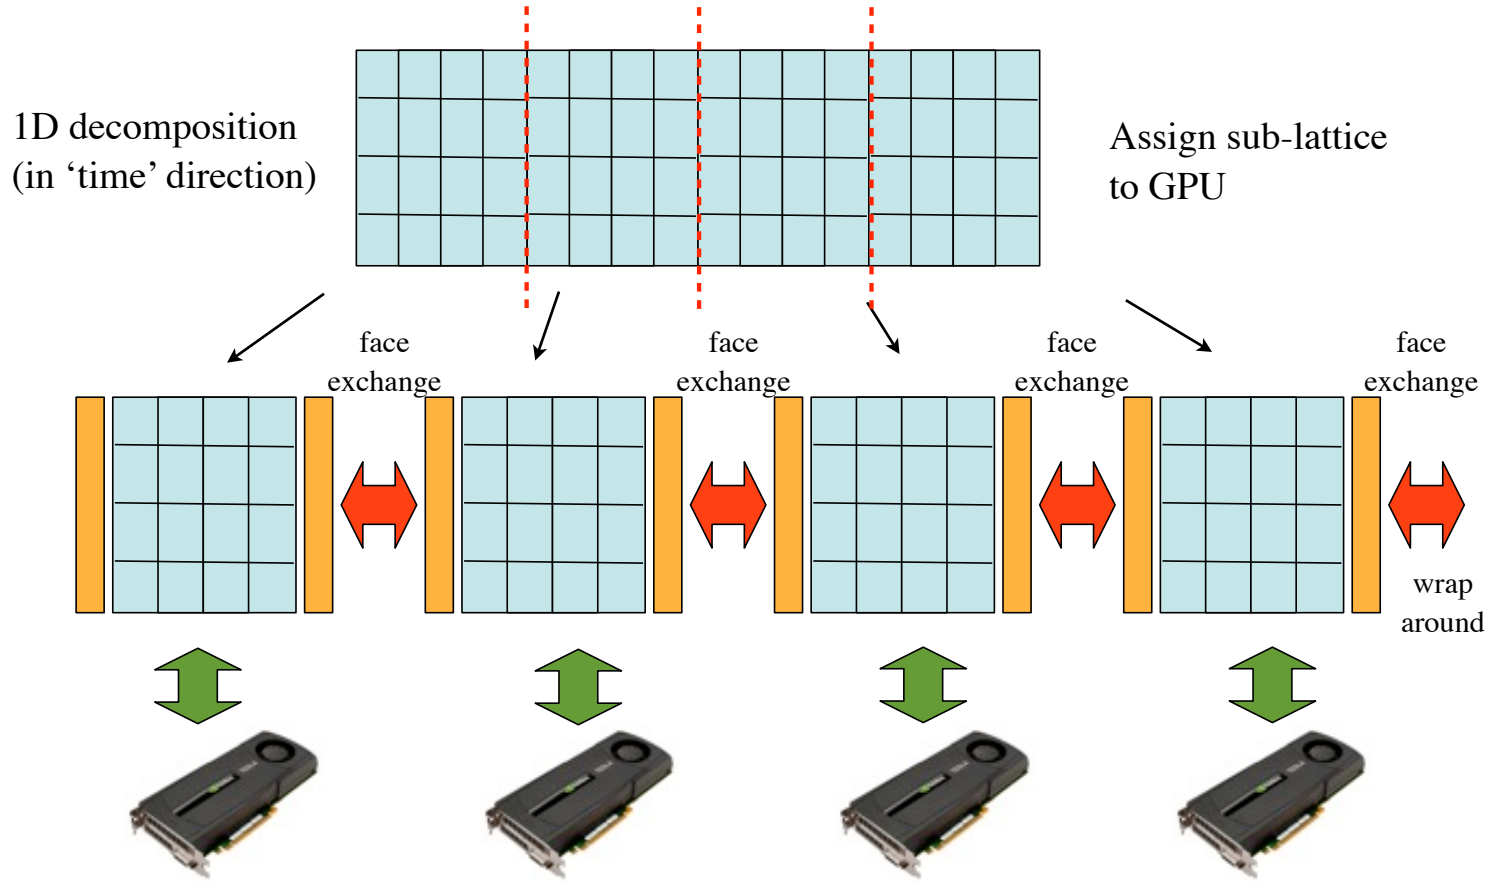 1D decomposition
(in ‘time’ direction)
Assign sub-lattice
to GPU
face
exchange
face
exchange
face
exchange
face
exchange
wrap
around